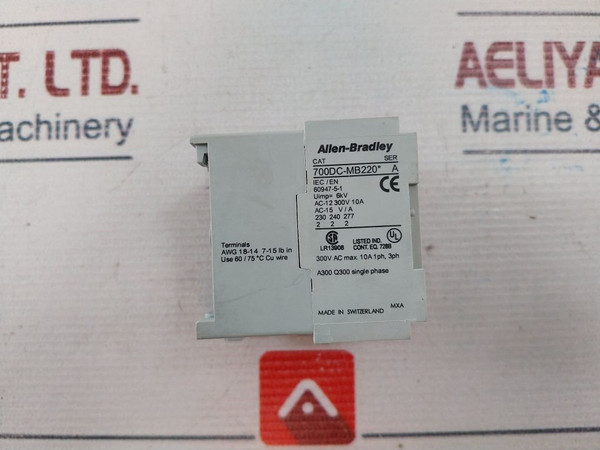 T. LTD.
achinery
AELIYA
Marine &
Allen-Bradley
CAT SER
700DC-MB220* A
IEC / EN
60947-5-1
Uimp= 6kV
AC-12 300V 10A
AC-15 V / A
230 240 277
2 2 2
CE
LR13908
LISTED IND.
CONT. EQ. 728B
UL
300V AC max. 10A 1ph, 3ph
A300 Q300 single phase
MADE IN SWITZERLAND MXA
Terminals
AWG 18-14 7-15 lb in
Use 60 / 75 °C Cu wire